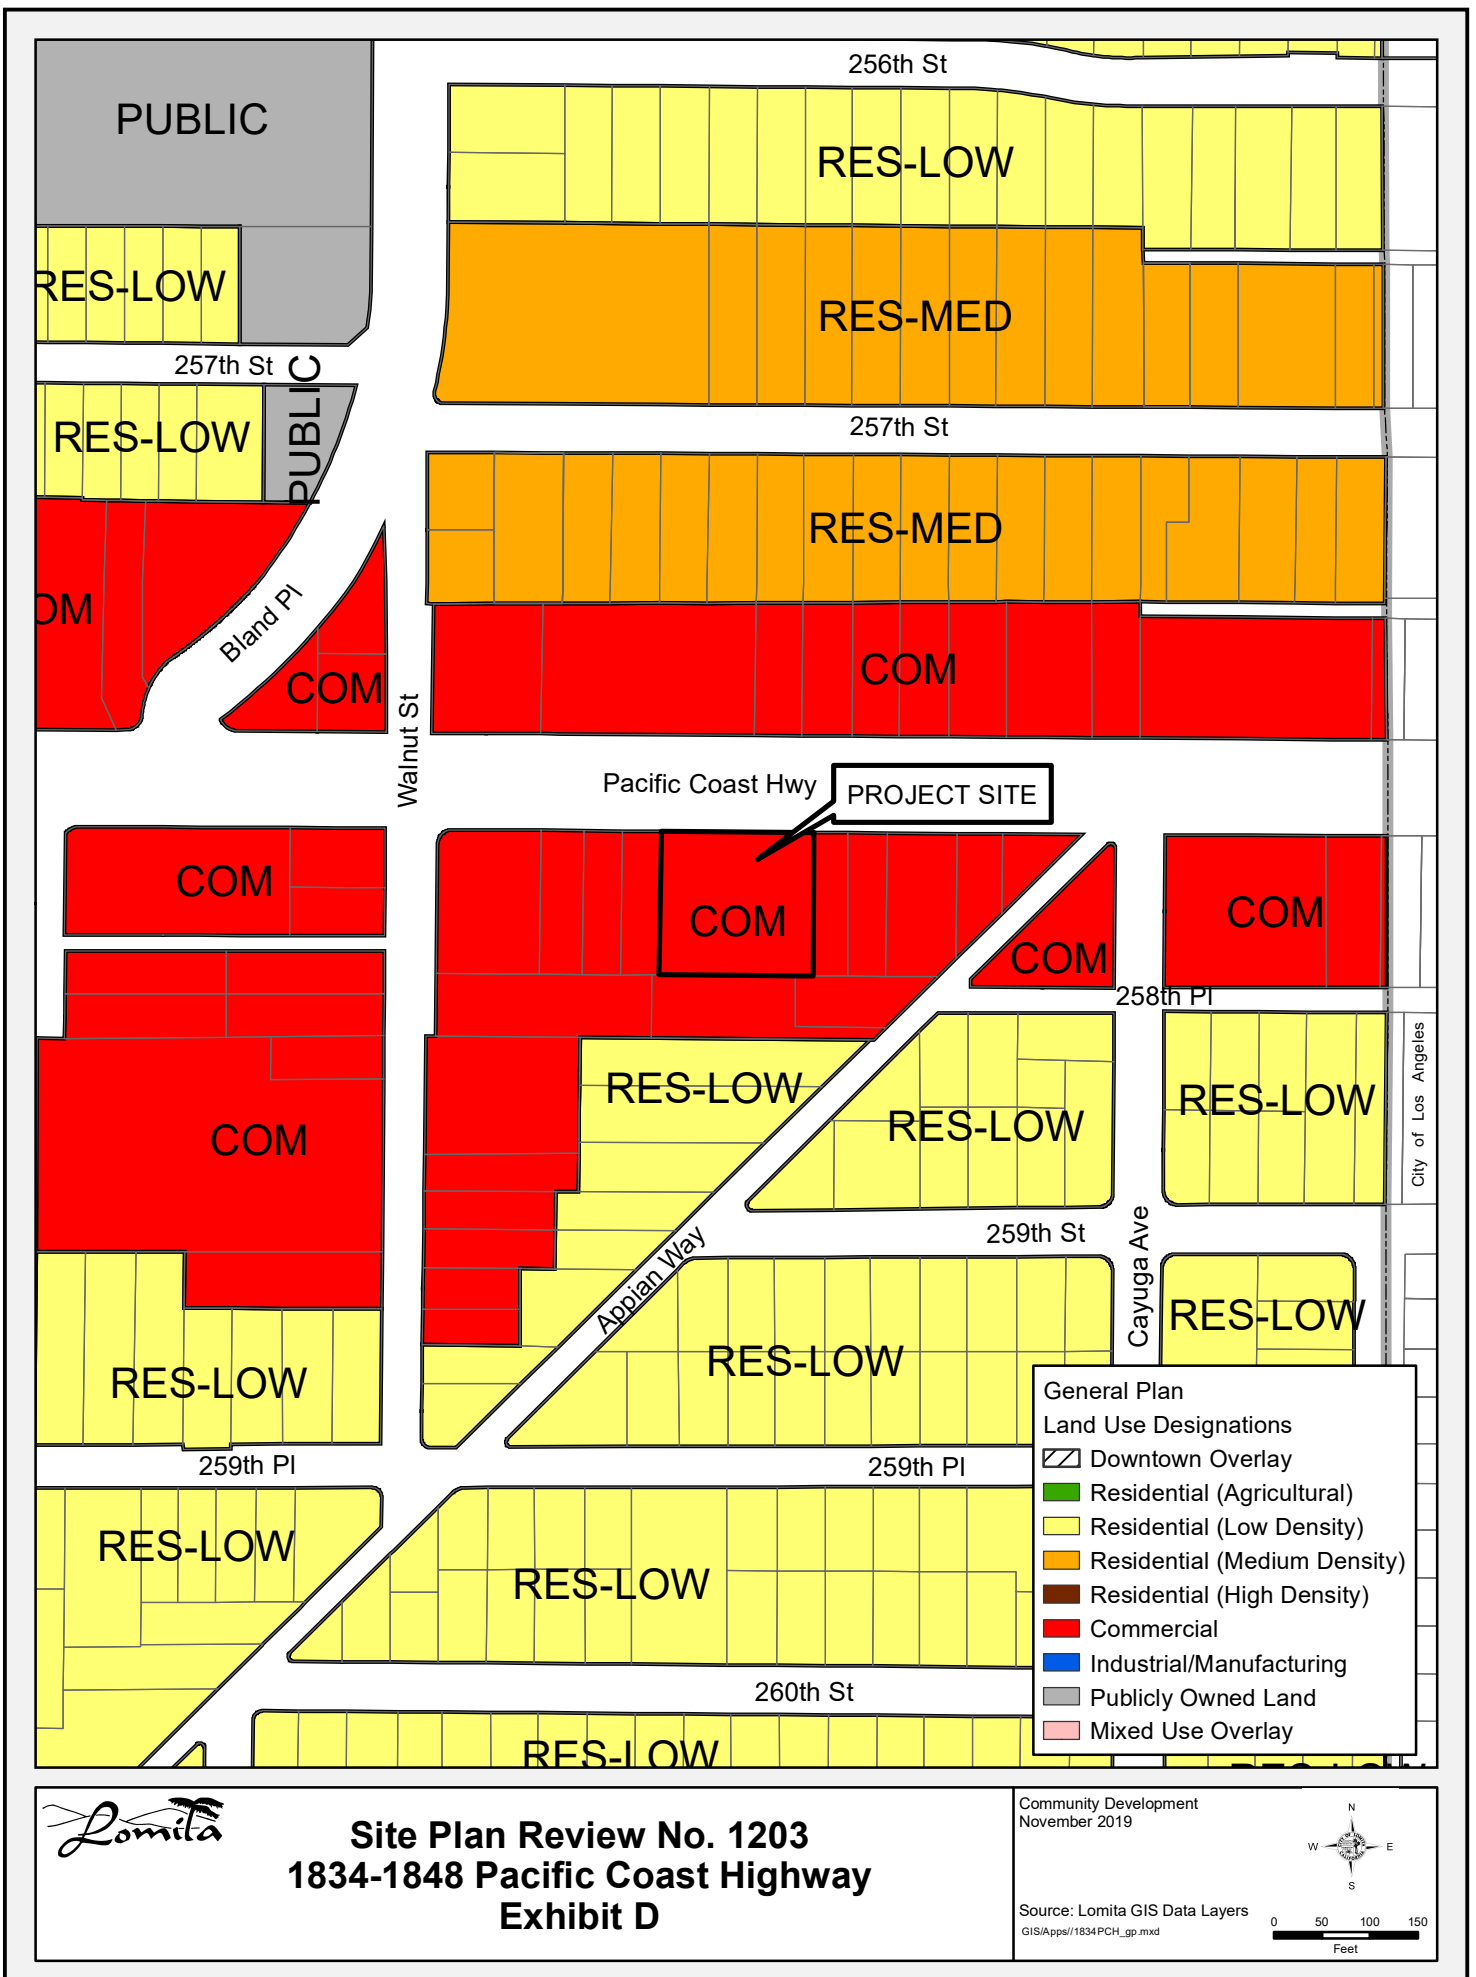 256th St
PUBLIC
RES-LOW
RES-LOW
RES-MED
257th St
PUBLIC
RES-LOW
257th St
RES-MED
OM
Bland Pl
COM
COM
Walnut St
Pacific Coast Hwy
PROJECT SITE
COM
COM
COM
COM
258th Pl
City of Los Angeles
RES-LOW
RES-LOW
RES-LOW
COM
259th St
Cayuga Ave
Appian Way
RES-LOW
RES-LOW
RES-LOW
259th Pl
259th Pl
RES-LOW
RES-LOW
260th St
RES-LOW
RES-LOW
General Plan
Land Use Designations
Downtown Overlay
Residential (Agricultural)
Residential (Low Density)
Residential (Medium Density)
Residential (High Density)
Commercial
Industrial/Manufacturing
Publicly Owned Land
Mixed Use Overlay
Lomita
Site Plan Review No. 1203
1834-1848 Pacific Coast Highway
Exhibit D
Community Development
November 2019
N
W E
S
Source: Lomita GIS Data Layers
GIS/Apps//1834PCH_gp.mxd
0 50 100 150
Feet